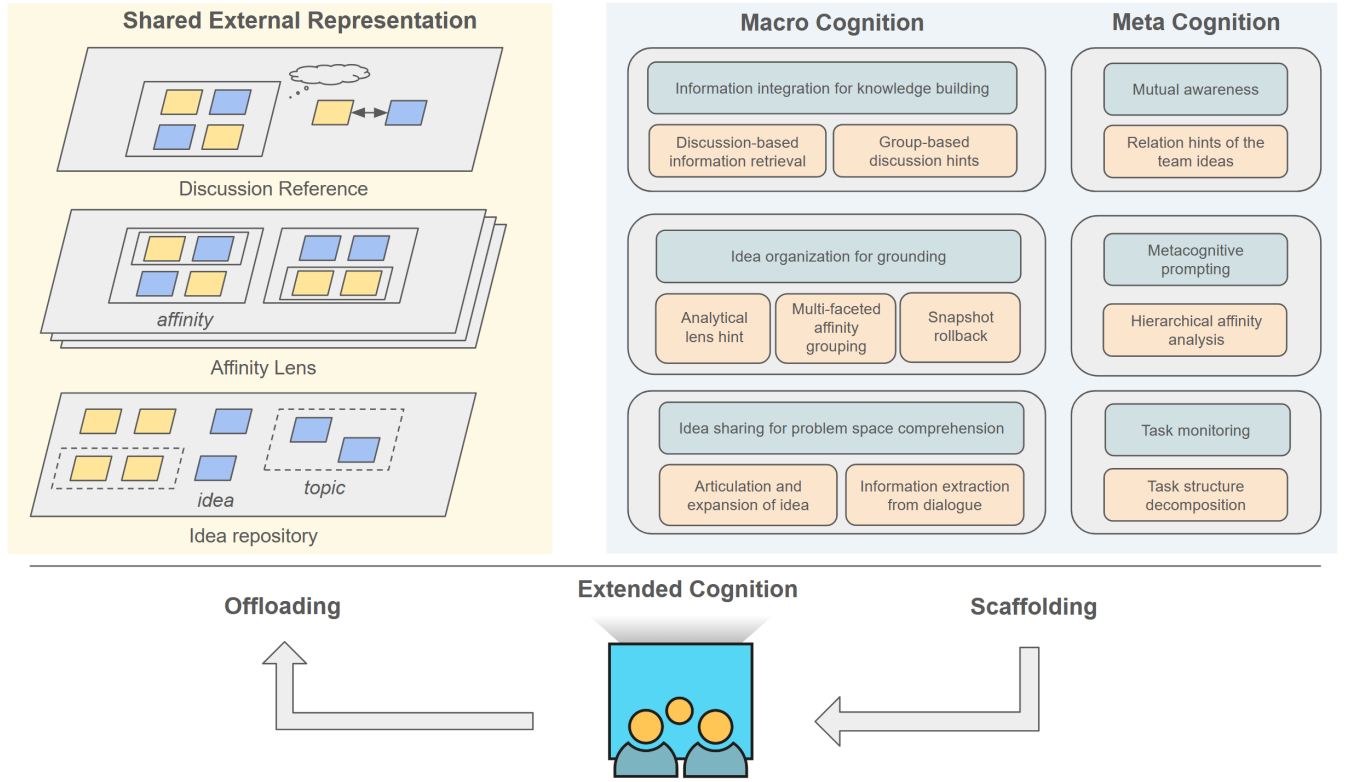 Shared External Representation
Discussion Reference
affinity
Affinity Lens
idea
topic
Idea repository
Macro Cognition
Information integration for knowledge building
Discussion-based
information retrieval
Group-based
discussion hints
Idea organization for grounding
Analytical
lens hint
Multi-faceted
affinity
grouping
Snapshot
rollback
Idea sharing for problem space comprehension
Articulation and
expansion of idea
Information extraction
from dialogue
Meta Cognition
Mutual awareness
Relation hints of the
team ideas
Metacognitive
prompting
Hierarchical affinity
analysis
Task monitoring
Task structure
decomposition
Offloading
Extended Cognition
Scaffolding